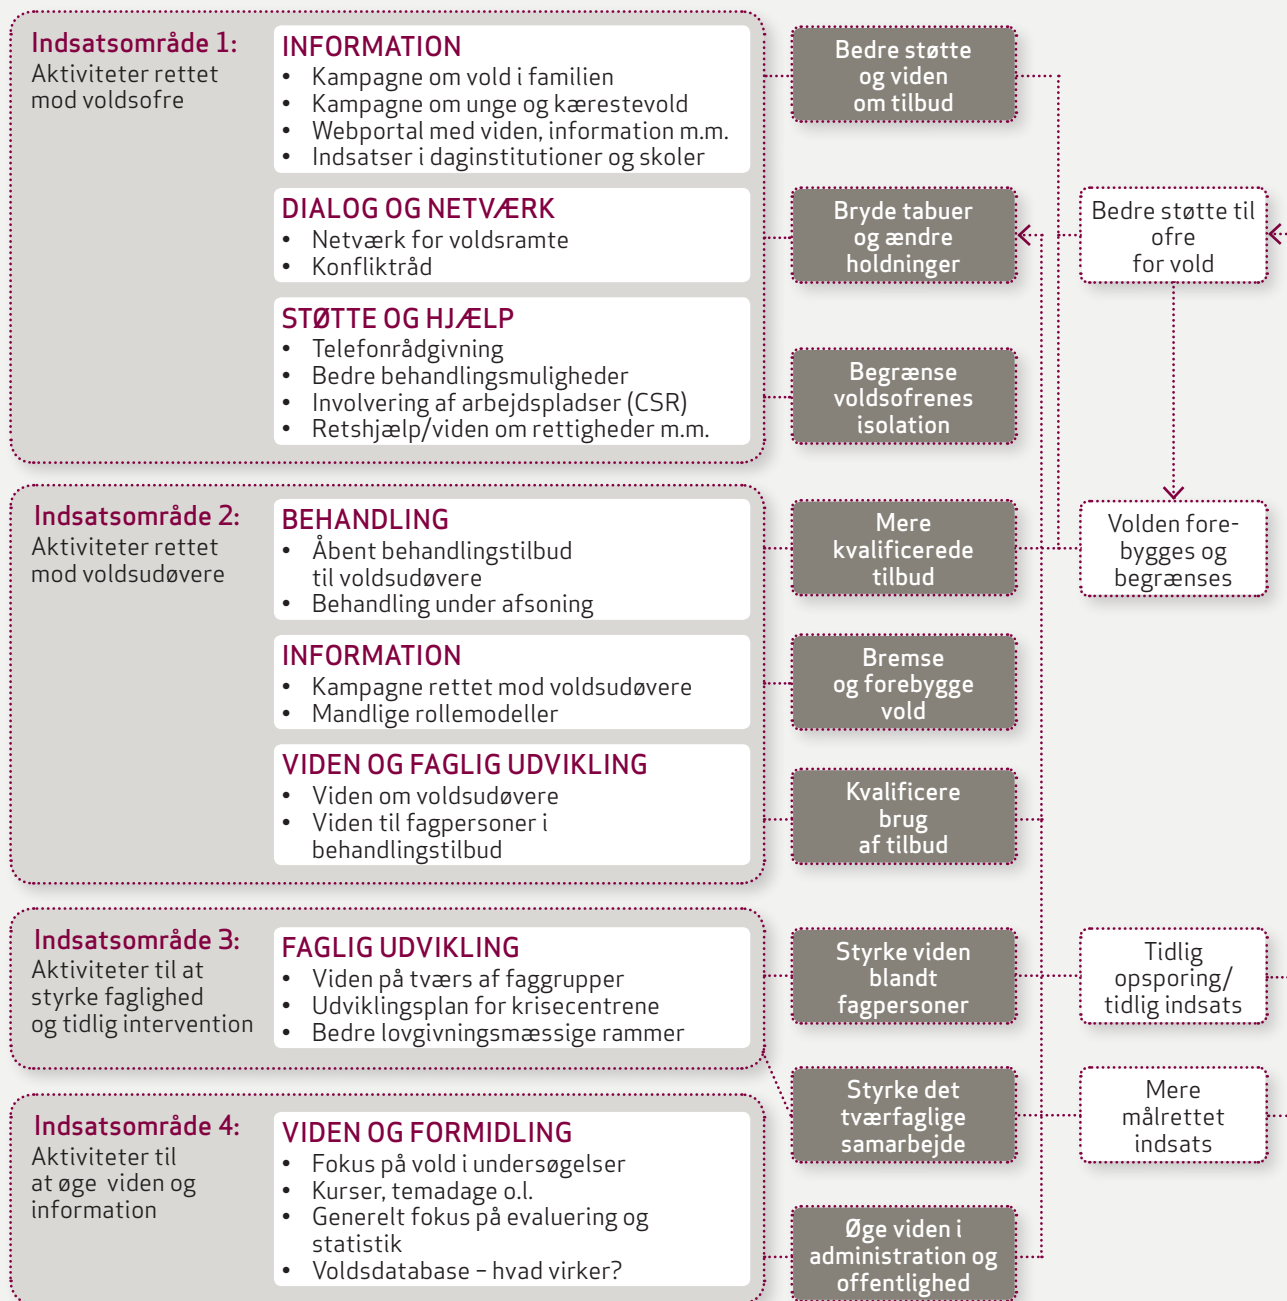 Indsatsområde 1:
Aktiviteter rettet
mod voldsofre
INFORMATION
• Kampagne om vold i familien
• Kampagne om unge og kærestevold
• Webportal med viden, information m.m.
• Indsatser i daginstitutioner og skoler
DIALOG OG NETVÆRK
• Netværk for voldsramte
• Konfliktråd
STØTTE OG HJÆLP
• Telefonrådgivning
• Bedre behandlingsmuligheder
• Involvering af arbejdspladser (CSR)
• Retshjælp/viden om rettigheder m.m.
Bedre støtte
og viden
om tilbud
Bryde tabuer
og ændre
holdninger
Begrænse
voldsofrenes
isolation
Bedre støtte til
ofre
for vold
Indsatsområde 2:
Aktiviteter rettet
mod voldsudøvere
BEHANDLING
• Åbent behandlingstilbud
til voldsudøvere
• Behandling under afsoning
INFORMATION
• Kampagne rettet mod voldsudøvere
• Mandlige rollemodeller
VIDEN OG FAGLIG UDVIKLING
• Viden om voldsudøvere
• Viden til fagpersoner i
behandlingstilbud
Mere
kvalificerede
tilbud
Bremse
og forebygge
vold
Kvalificere
brug
af tilbud
Volden fore-
bygges og
begrænses
Indsatsområde 3:
Aktiviteter til at
styrke faglighed
og tidlig intervention
FAGLIG UDVIKLING
• Viden på tværs af faggrupper
• Udviklingsplan for krisecentrene
• Bedre lovgivningsmæssige rammer
Styrke viden
blandt
fagpersoner
Tidlig
opsporing/
tidlig indsats
Styrke det
tværfaglige
samarbejde
Mere
målrettet
indsats
Indsatsområde 4:
Aktiviteter til
at øge viden og
information
VIDEN OG FORMIDLING
• Fokus på vold i undersøgelser
• Kurser, temadage o.l.
• Generelt fokus på evaluering og
statistik
• Voldsdatabase – hvad virker?
Øge viden i
administration og
offentlighed